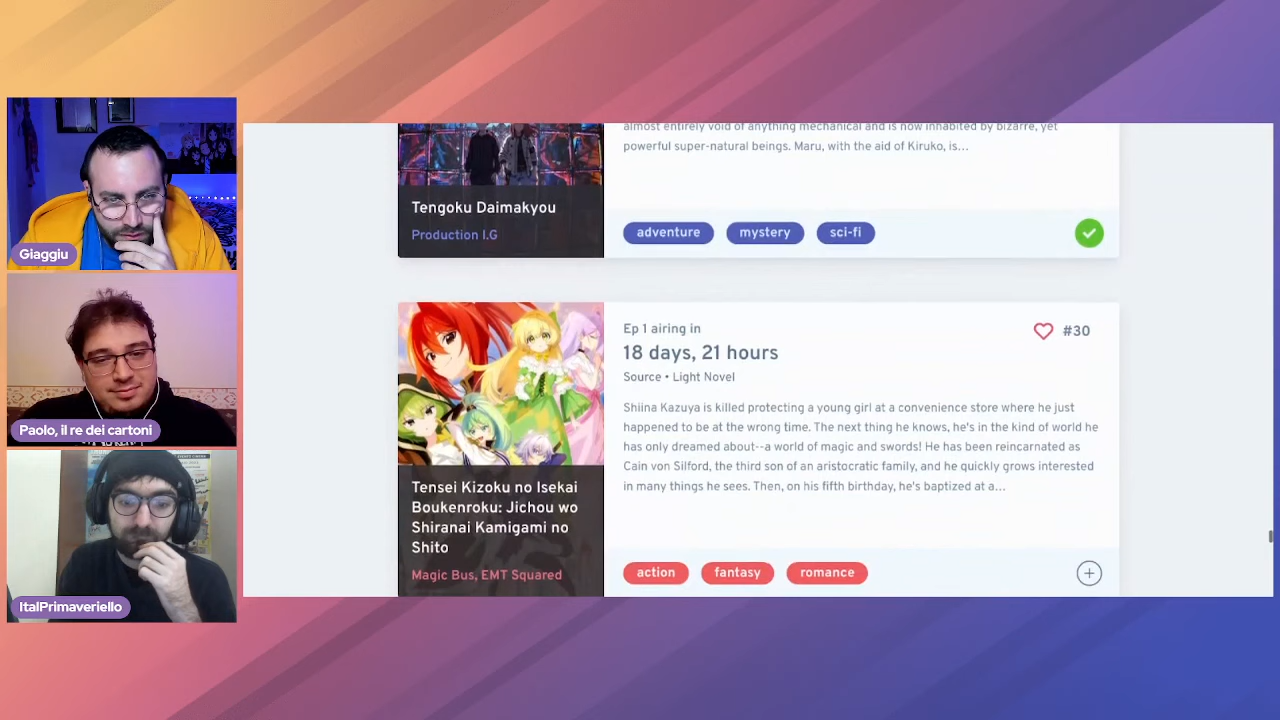 Giaggiu
Paolo, il re dei cartoni
ItalPrimaveriello
almost entirely void of anything mechanical and is now inhabited by bizarre, yet
powerful super-natural beings. Maru, with the aid of Kiruko, is...
Tengoku Daimakyou
Production I.G
adventure
mystery
sci-fi
Ep 1 airing in
#30
18 days, 21 hours
Source • Light Novel
Shiina Kazuya is killed protecting a young girl at a convenience store where he just
happened to be at the wrong time. The next thing he knows, he's in the kind of world he
has only dreamed about--a world of magic and swords! He has been reincarnated as
Cain von Silford, the third son of an aristocratic family, and he quickly grows interested
in many things he sees. Then, on his fifth birthday, he's baptized at a...
Tensei Kizoku no Isekai
Boukenroku: Jichou wo
Shiranai Kamigami no
Shito
Magic Bus, EMT Squared
action
fantasy
romance